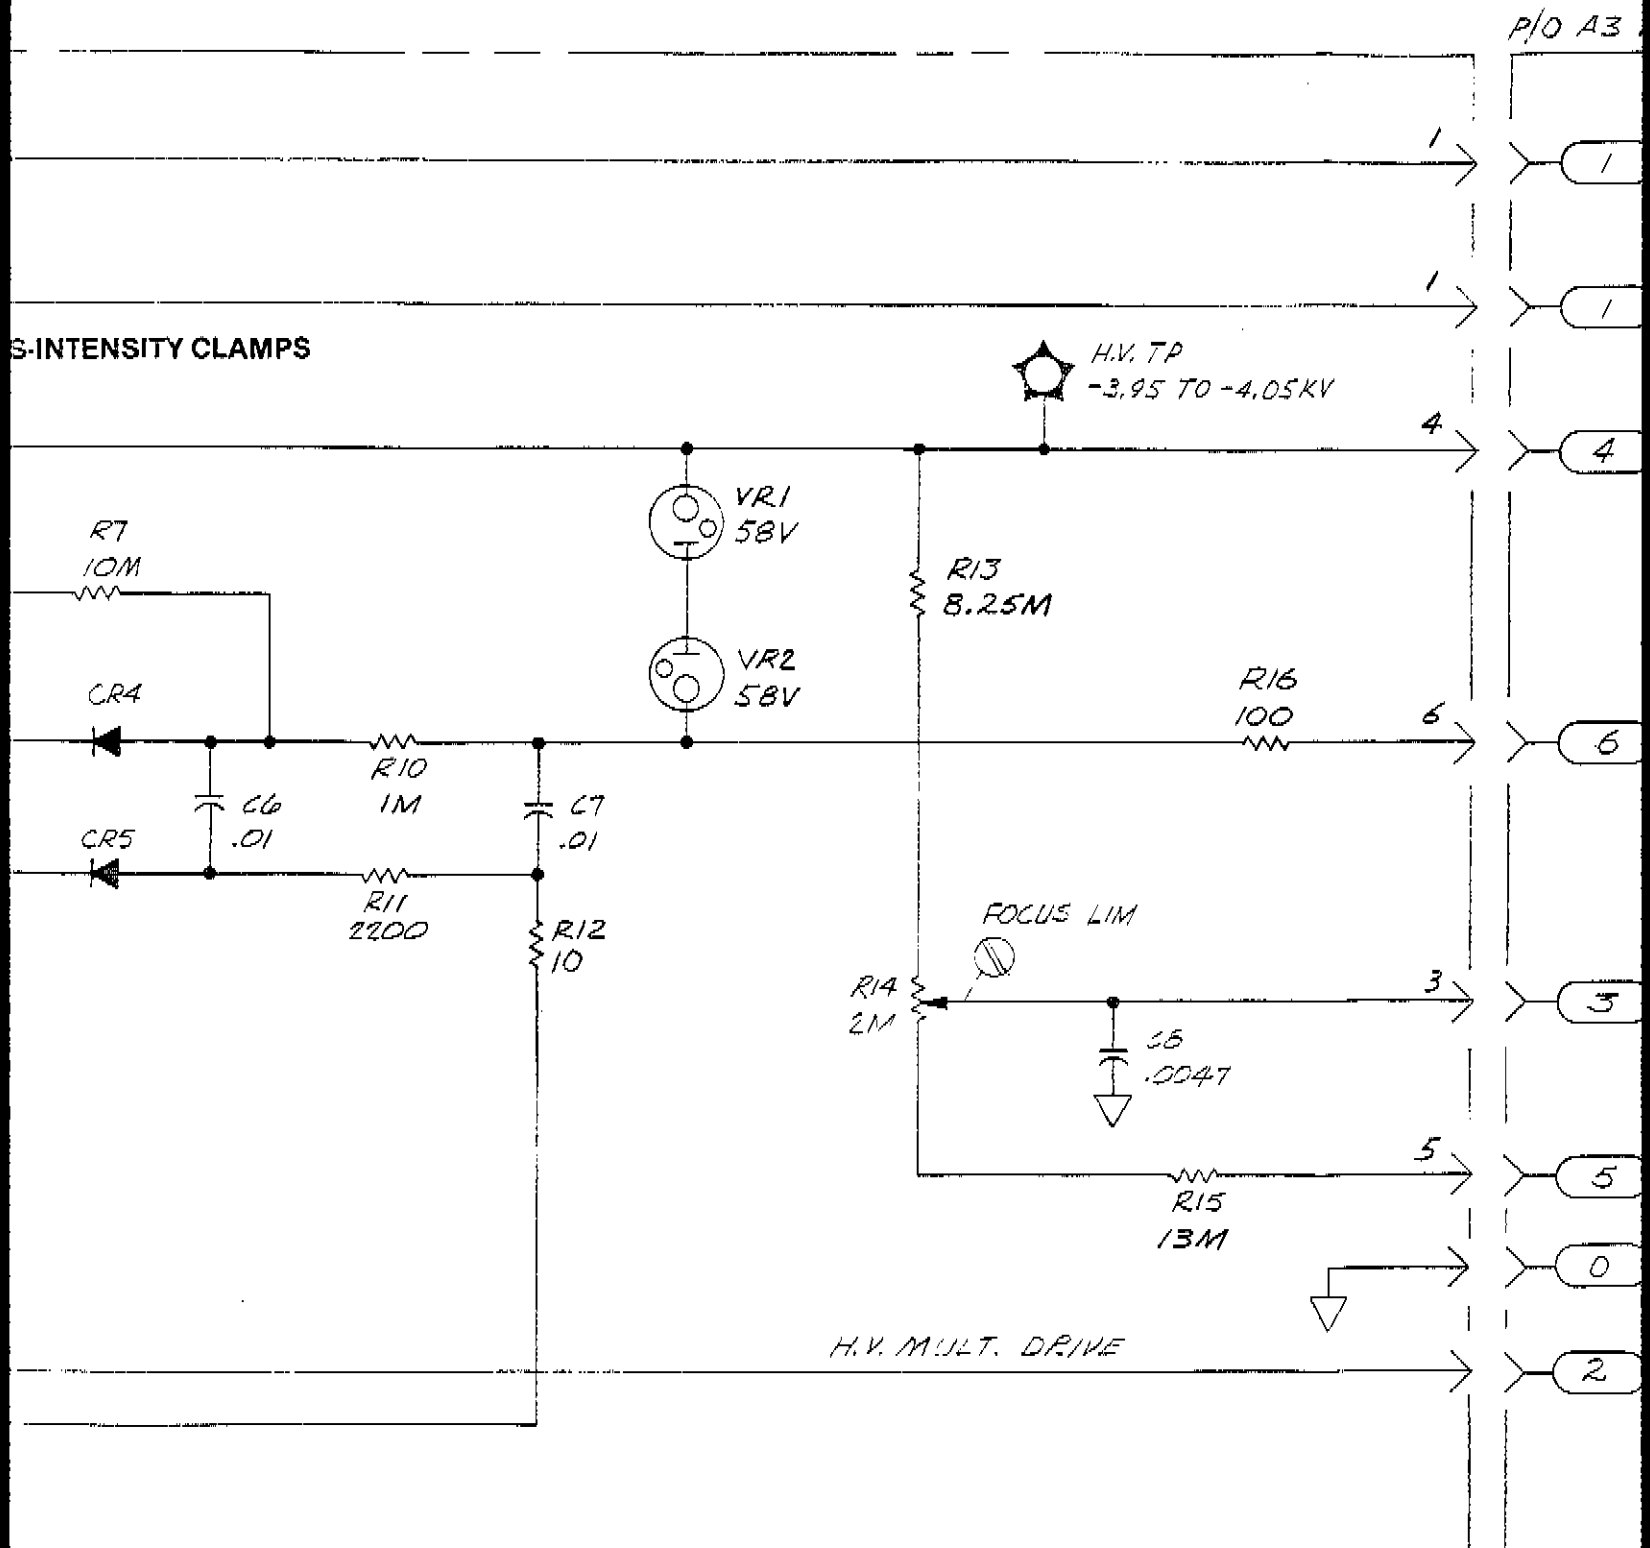 P/O A3
1
1
1
1
S-INTENSITY CLAMPS
H.V. TP
-3.95 TO -4.05KV
4
4
VR1
58V
R7
10M
R13
8.25M
VR2
58V
CR4
R16
100
6
6
R10
1M
C6
.01
C7
.01
CR5
R11
2200
R12
10
FOCUS LIM
R14
2M
3
3
C8
.0047
5
5
R15
13M
0
H.V. MULT. DRIVE
2